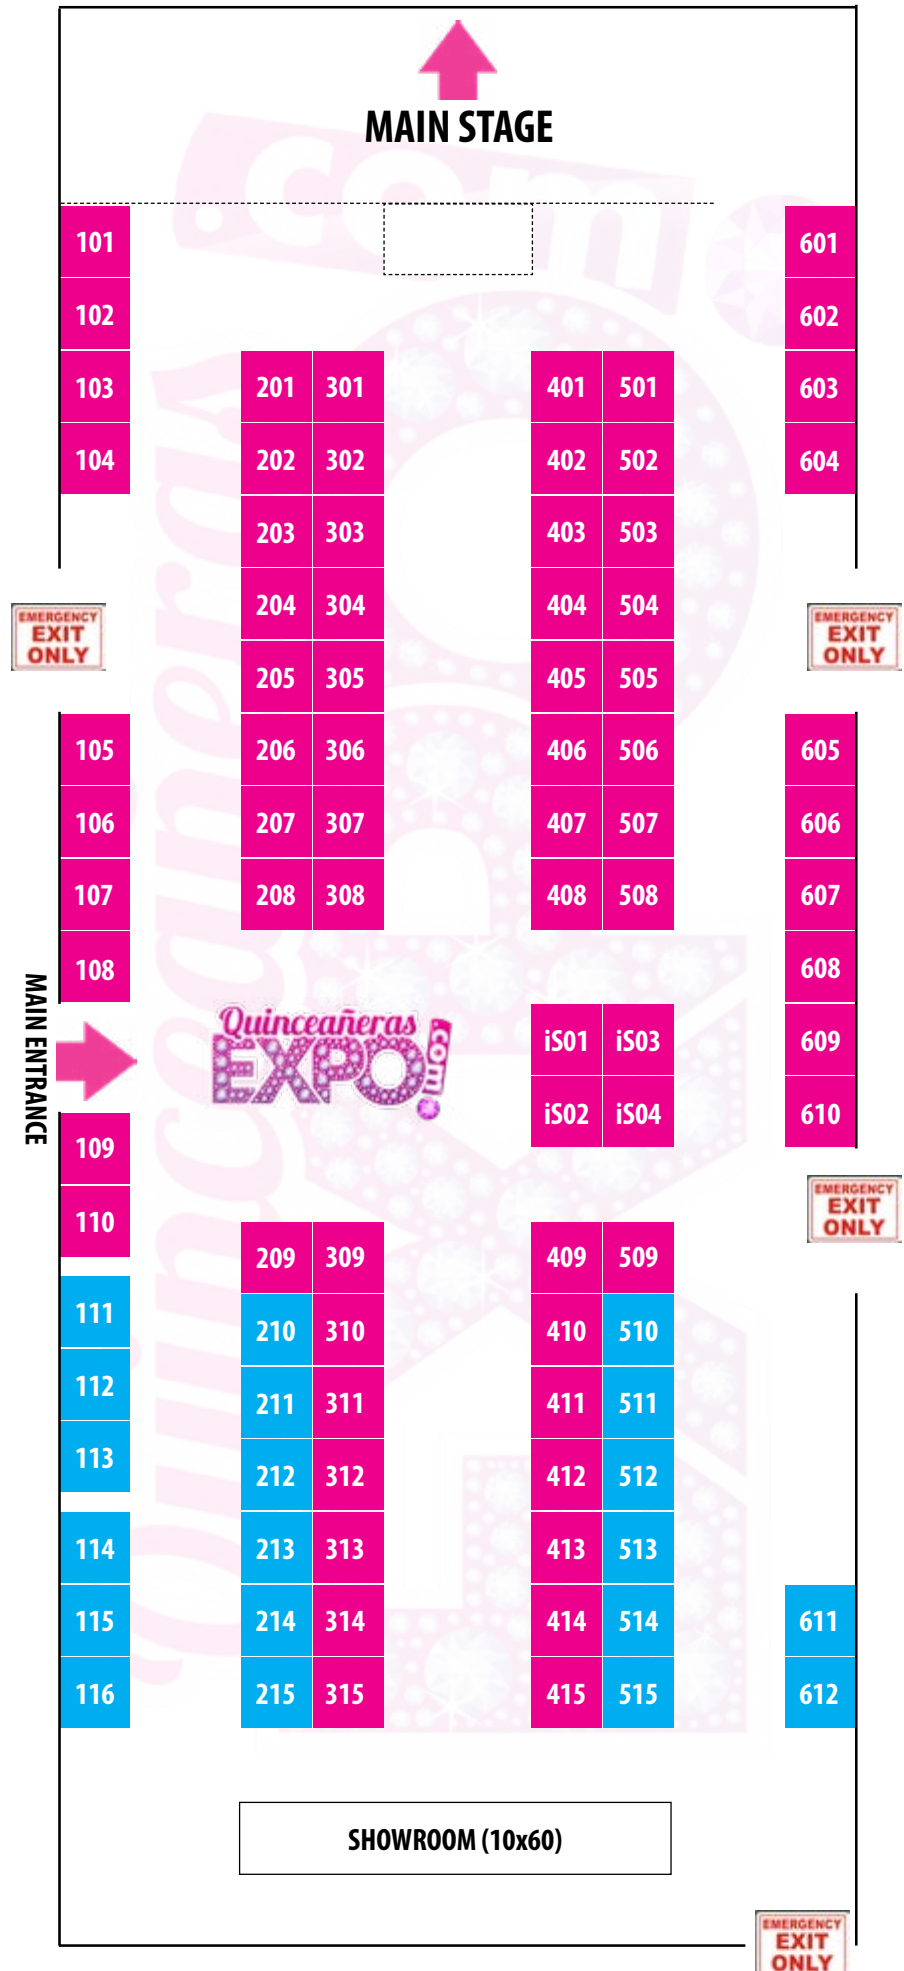 MAIN STAGE
101
601
102
602
103
201 301
401 501
603
104
202 302
402 502
604
203 303
403 503
EMERGENCY
EXIT
ONLY
204 304
404 504
EMERGENCY
EXIT
ONLY
205 305
405 505
105
206 306
406 506
605
106
207 307
407 507
606
107
208 308
408 508
607
108
608
MAIN ENTRANCE
Quinceañeras
EXPO!
.com
iS01 iS03
609
iS02 iS04
610
109
110
EMERGENCY
EXIT
ONLY
209 309
409 509
111
210 310
410 510
112
211 311
411 511
113
212 312
412 512
114
213 313
413 513
115
214 314
414 514
611
116
215 315
415 515
612
SHOWROOM (10x60)
EMERGENCY
EXIT
ONLY
Quinceañeras
EXPO!
.com